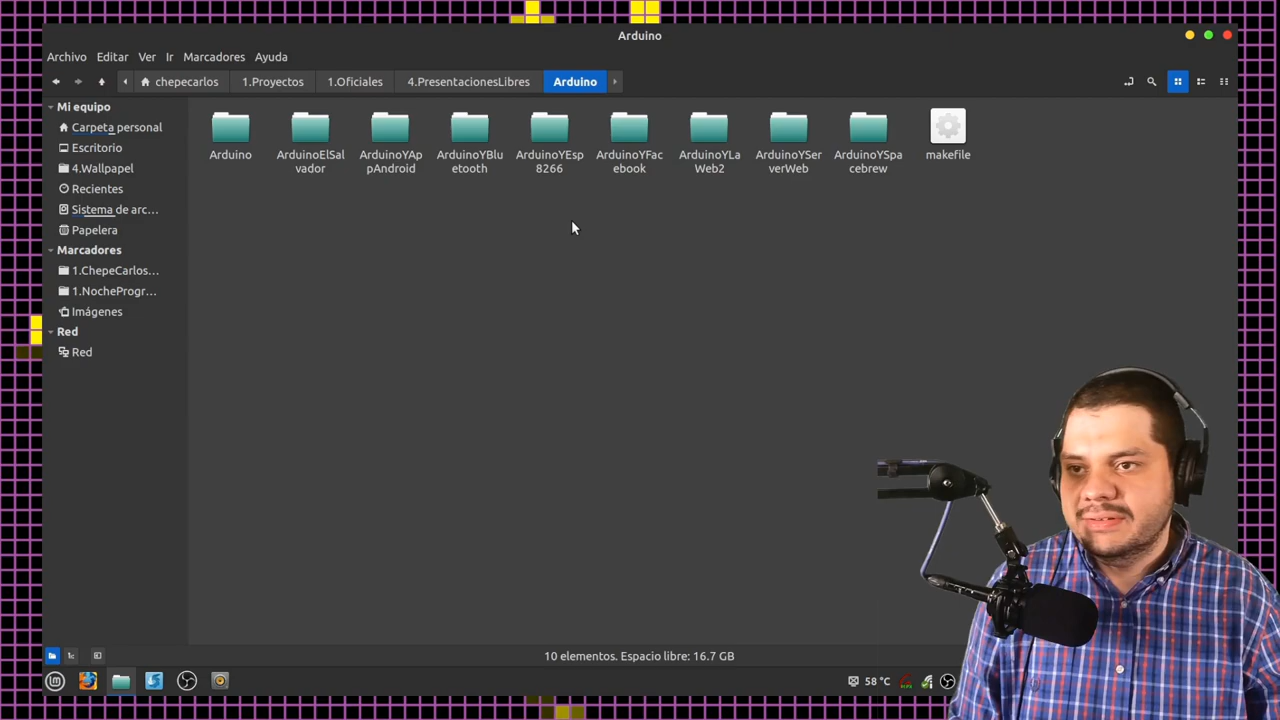 Arduino
Archivo Editar Ver Ir Marcadores Ayuda
chepecarlos 1.Proyectos 1.Oficiales 4.PresentacionesLibres Arduino
Mi equipo
Carpeta personal
Escritorio
4.Wallpapel
Recientes
Sistema de arc...
Papelera
Marcadores
1.ChepeCarlos...
1.NocheProgr...
Imágenes
Red
Red
Arduino
ArduinoElSal
vador
ArduinoYAp
pAndroid
ArduinoYBlu
etooth
ArduinoYEsp
8266
ArduinoYFac
ebook
ArduinoYLa
Web2
ArduinoYSer
verWeb
ArduinoYSpa
cebrew
makefile
10 elementos. Espacio libre: 16.7 GB
58 °C